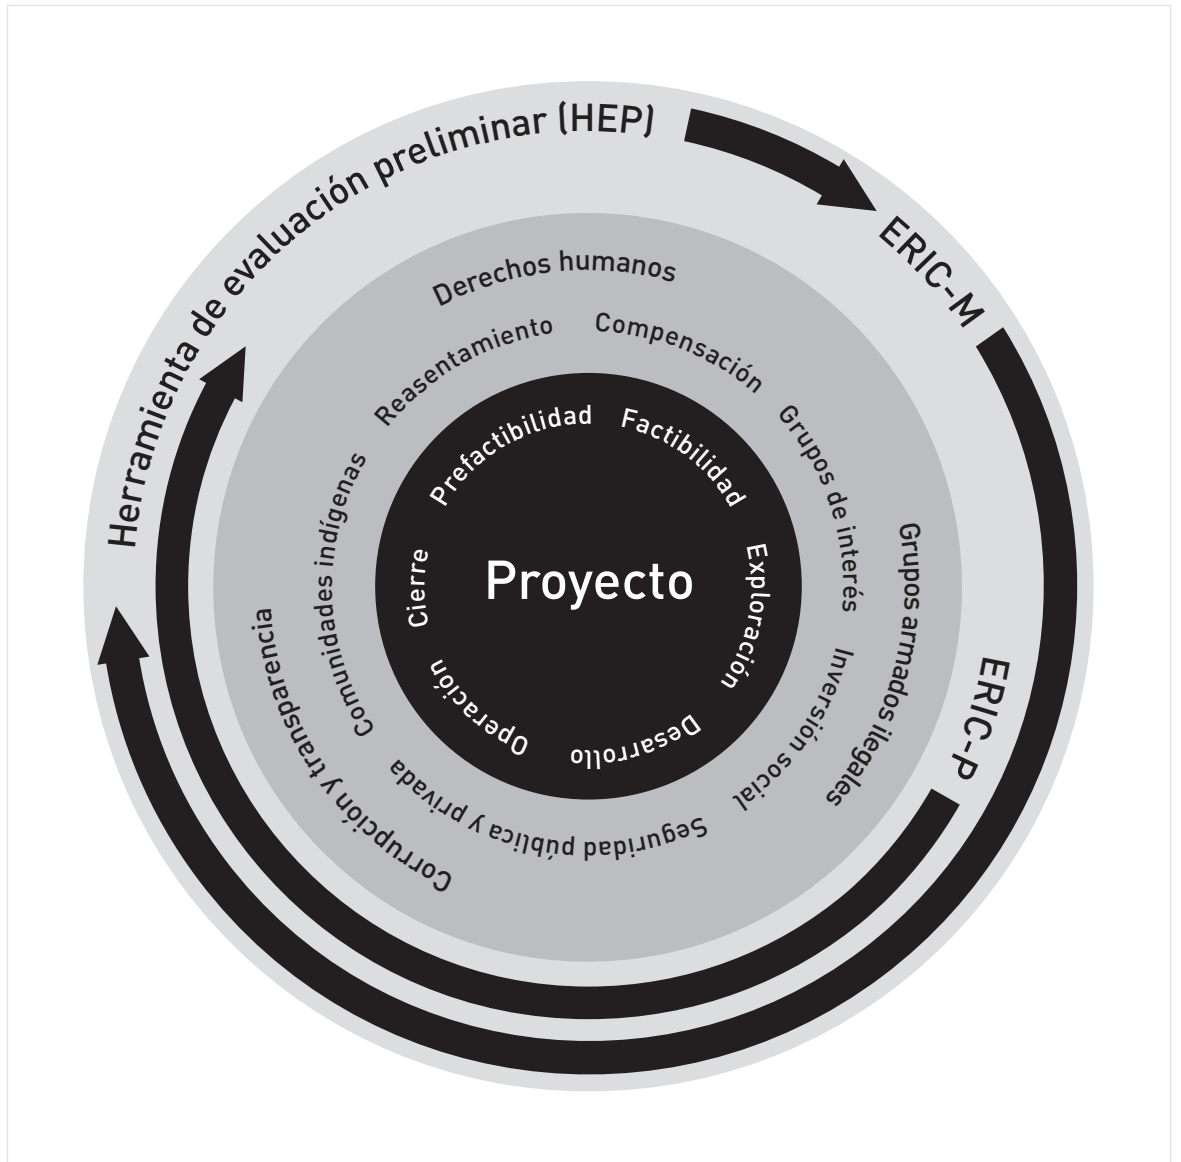 Herramienta de evaluación preliminar (HEP)
ERIC-M
ERIC-P
Derechos humanos
Grupos armados ilegales
Corrupción y transparencia
Reasentamiento
Compensación
Grupos de interés
Inversión social
Seguridad pública y privada
Comunidades indígenas
Prefactibilidad
Factibilidad
Exploración
Desarrollo
Operación
Cierre
Proyecto